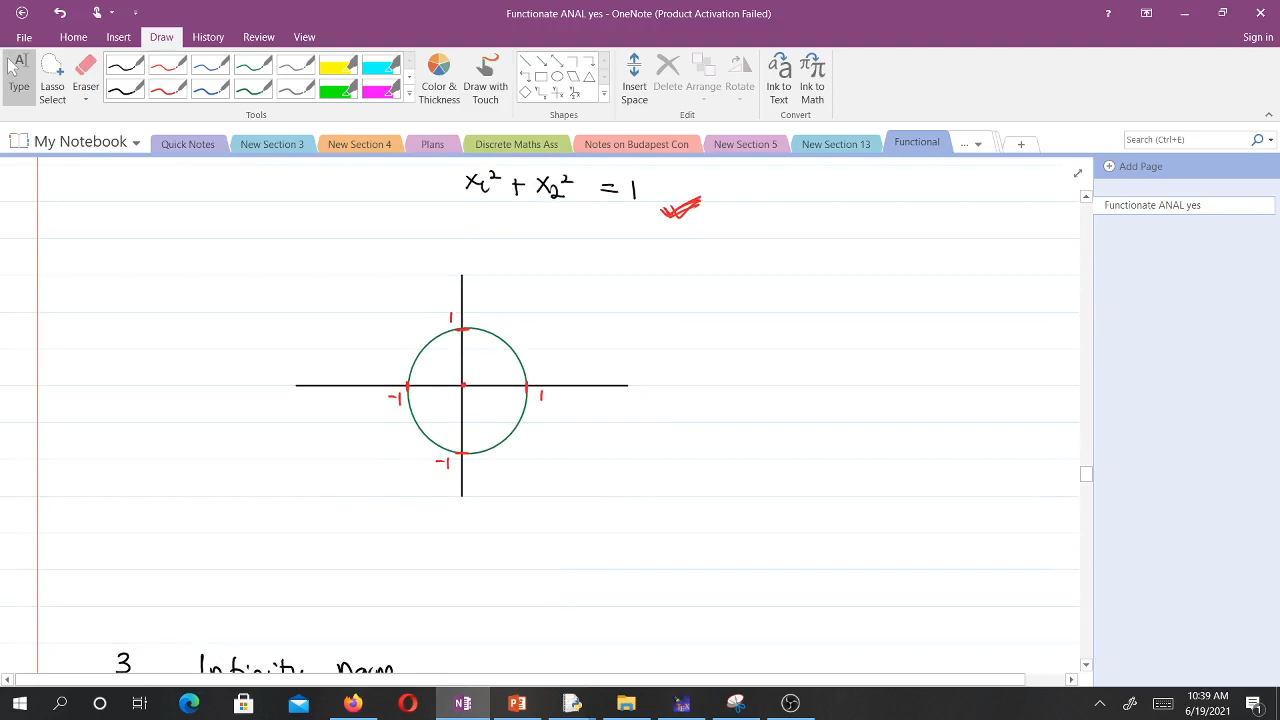 Functionate ANAL yes - OneNote (Product Activation Failed)
File Home Insert Draw History Review View Sign in
Type Lasso Select Eraser Color & Thickness Draw with Touch Insert Space Delete Arrange Rotate Ink to Text Ink to Math
Tools Shapes Edit Convert
My Notebook Quick Notes New Section 3 New Section 4 Plans Discrete Maths Ass Notes on Budapest Con New Section 5 New Section 13 Functional ... + Search (Ctrl+E)
Add Page
Functionate ANAL yes
x₁² + x₂² = 1
1
-1 1
-1
3 Infinity norm
10:39 AM
6/19/2021